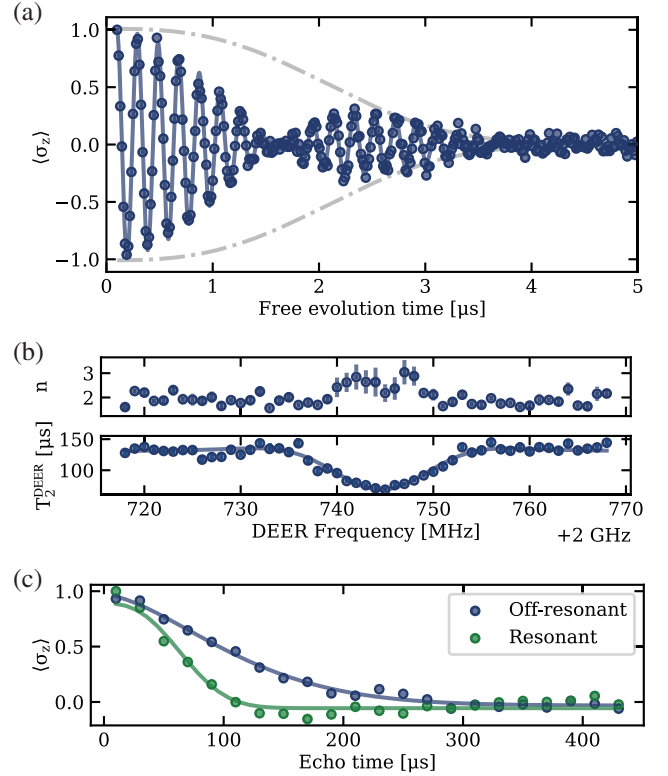 (a)
1.0
0.5
0.0
−0.5
−1.0
⟨σz⟩
0 1 2 3 4 5
Free evolution time [μs]
(b)
3
2
n
150
100
T₂ᴰᴱᴱᴿ [μs]
720 730 740 750 760 770
DEER Frequency [MHz]
+2 GHz
(c)
1.0
0.5
0.0
⟨σz⟩
Off-resonant
Resonant
0 100 200 300 400
Echo time [μs]